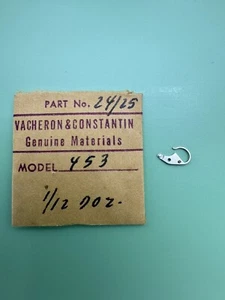 PART No. 24/25
VACHERON & CONSTANTIN
Genuine Materials
MODEL 453
1/12 DOZ.